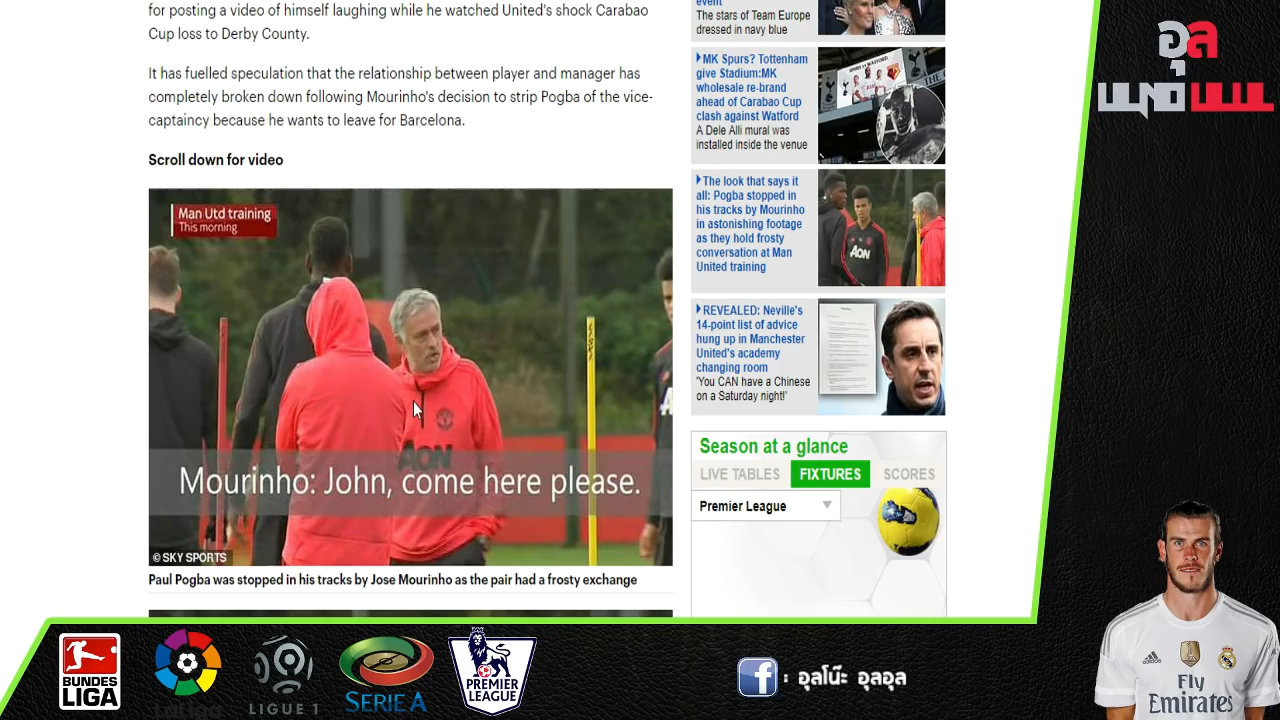 for posting a video of himself laughing while he watched United's shock Carabao
Cup loss to Derby County.
It has fuelled speculation that the relationship between player and manager has
completely broken down following Mourinho's decision to strip Pogba of the vice-
captaincy because he wants to leave for Barcelona.
Scroll down for video
Man Utd training
This morning
AON
Mourinho: John, come here please.
© SKY SPORTS
Paul Pogba was stopped in his tracks by Jose Mourinho as the pair had a frosty exchange
event
The stars of Team Europe
dressed in navy blue
MK Spurs? Tottenham
give Stadium:MK
wholesale re-brand
ahead of Carabao Cup
clash against Watford
A Dele Alli mural was
installed inside the venue
The look that says it
all: Pogba stopped in
his tracks by Mourinho
in astonishing footage
as they hold frosty
conversation at Man
United training
AON
REVEALED: Neville's
14-point list of advice
hung up in Manchester
United's academy
changing room
'You CAN have a Chinese
on a Saturday night!'
Season at a glance
LIVE TABLES FIXTURES SCORES
Premier League
BUNDES
LIGA
LaLiga
LIGUE 1
SERIE A
PREMIER
LEAGUE
f : อุลโน๊ะ อุลอุล
Fly
Emirates